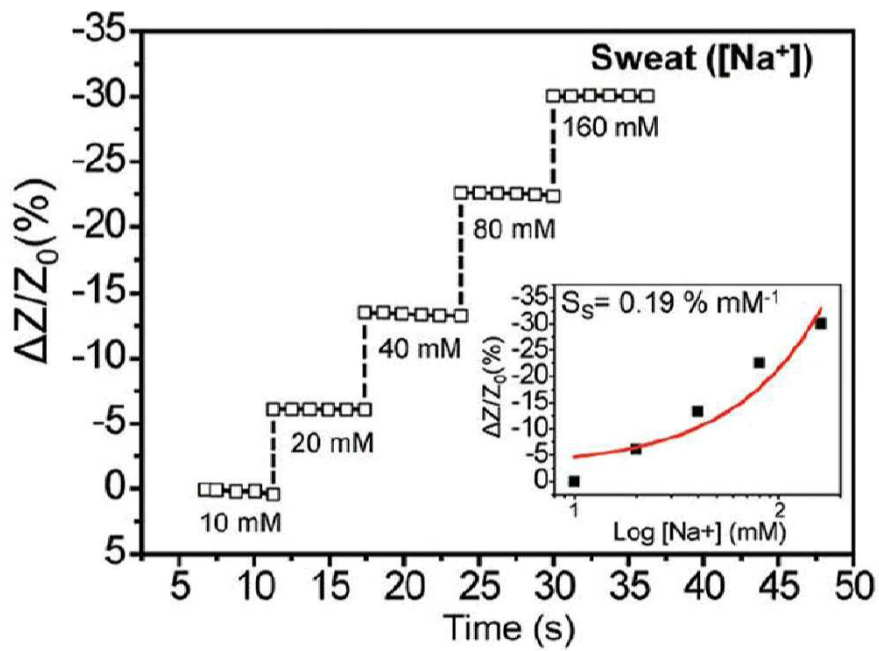 Sweat ([Na⁺])
ΔZ/Z₀(%)
-35
-30
-25
-20
-15
-10
-5
0
5
160 mM
80 mM
40 mM
20 mM
10 mM
Sₛ= 0.19 % mM⁻¹
ΔZ/Z₀(%)
-35
-30
-25
-20
-15
-10
-5
0
1 2
Log [Na+] (mM)
5 10 15 20 25 30 35 40 45 50
Time (s)